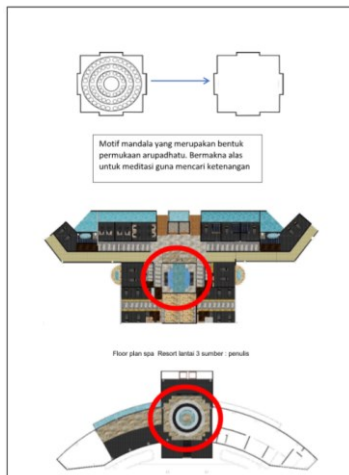 Motif mandala yang merupakan bentuk
permukaan arupadhatu. Bermakna alas
untuk meditasi guna mencari ketenangan
Floor plan spa Resort lantai 3 sumber : penulis